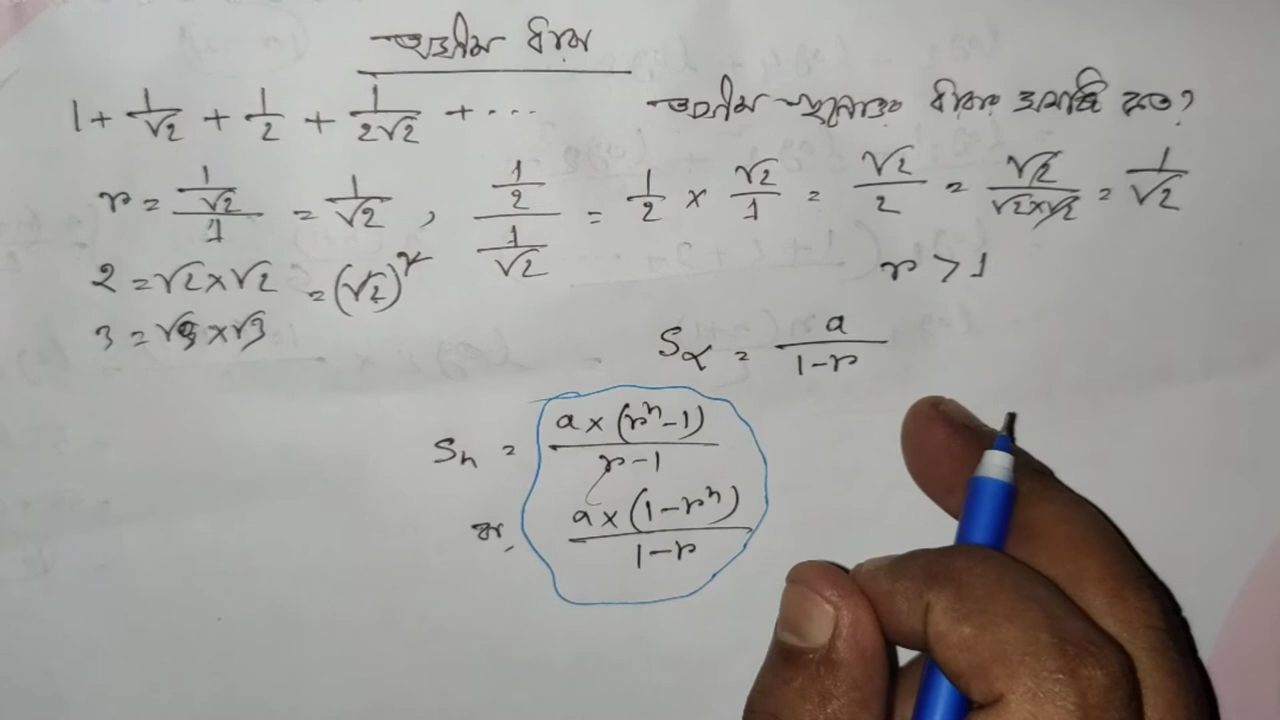 অসীম ধারা
1 + 1/√2 + 1/2 + 1/2√2 + ... অসীম গুণোত্তর ধারার সমষ্টি কত?
r = (1/√2)/1 = 1/√2 , (1/2)/(1/√2) = 1/2 × √2/1 = √2/2 = √2/(√2×√2) = 1/√2
2 = √2×√2 = (√2)² r > 1
3 = √3×√3
S∝ = a/(1-r)
Sn = a×(rⁿ-1)/(r-1)
বা, a×(1-rⁿ)/(1-r)